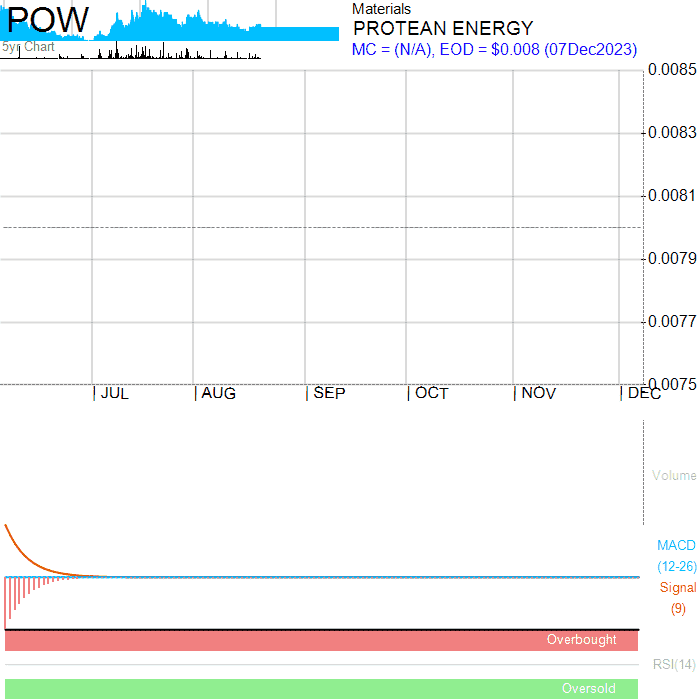 POW
5yr Chart
Materials
PROTEAN ENERGY
MC = (N/A), EOD = $0.008 (07Dec2023)
0.0085
0.0083
0.0081
0.0079
0.0077
0.0075
JUL AUG SEP OCT NOV DEC
Volume
MACD
(12-26)
Signal
(9)
Overbought
RSI(14)
Oversold